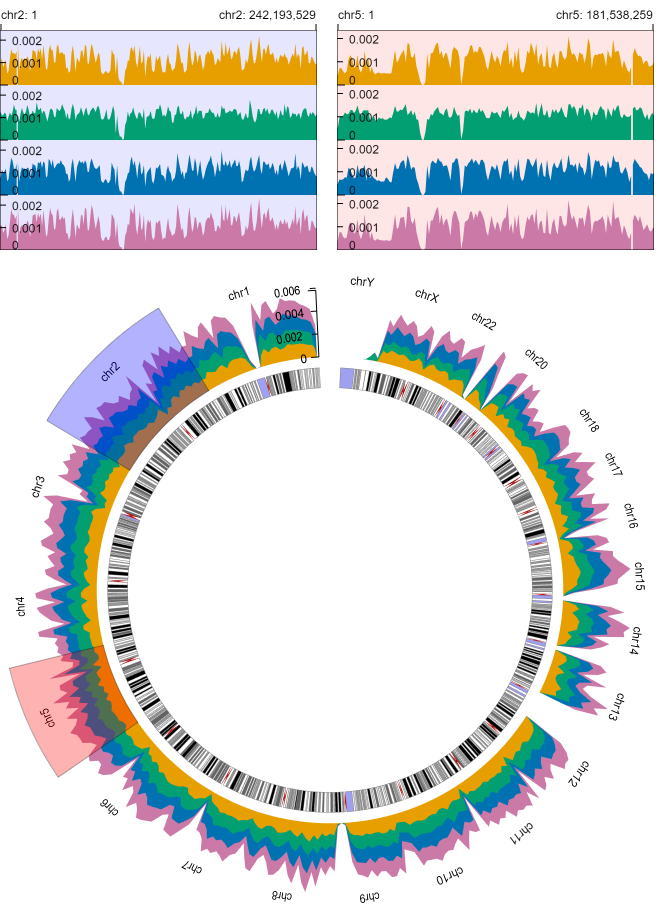 chr2: 1
chr2: 242,193,529
chr5: 1
chr5: 181,538,259
0.002
0.001
0
0.002
0.001
0
0.002
0.001
0
0.002
0.001
0
0.002
0.001
0
0.002
0.001
0
0.002
0.001
0
0.002
0.001
0
chr1
0.006
0.004
0.002
0
chrY
chrX
chr22
chr20
chr18
chr17
chr16
chr15
chr14
chr13
chr12
chr11
chr10
chr9
chr8
chr7
chr6
chr5
chr4
chr3
chr2